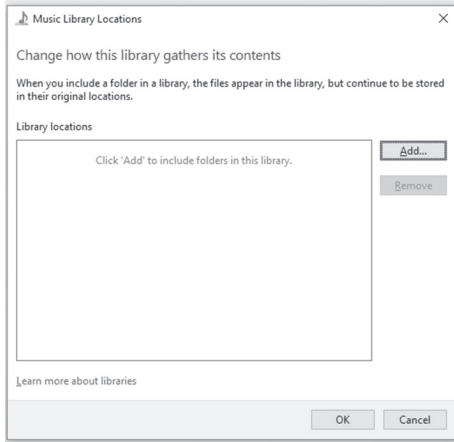 Music Library Locations
Change how this library gathers its contents
When you include a folder in a library, the files appear in the library, but continue to be stored
in their original locations.
Library locations
Click 'Add' to include folders in this library.
Add...
Remove
Learn more about libraries
OK
Cancel